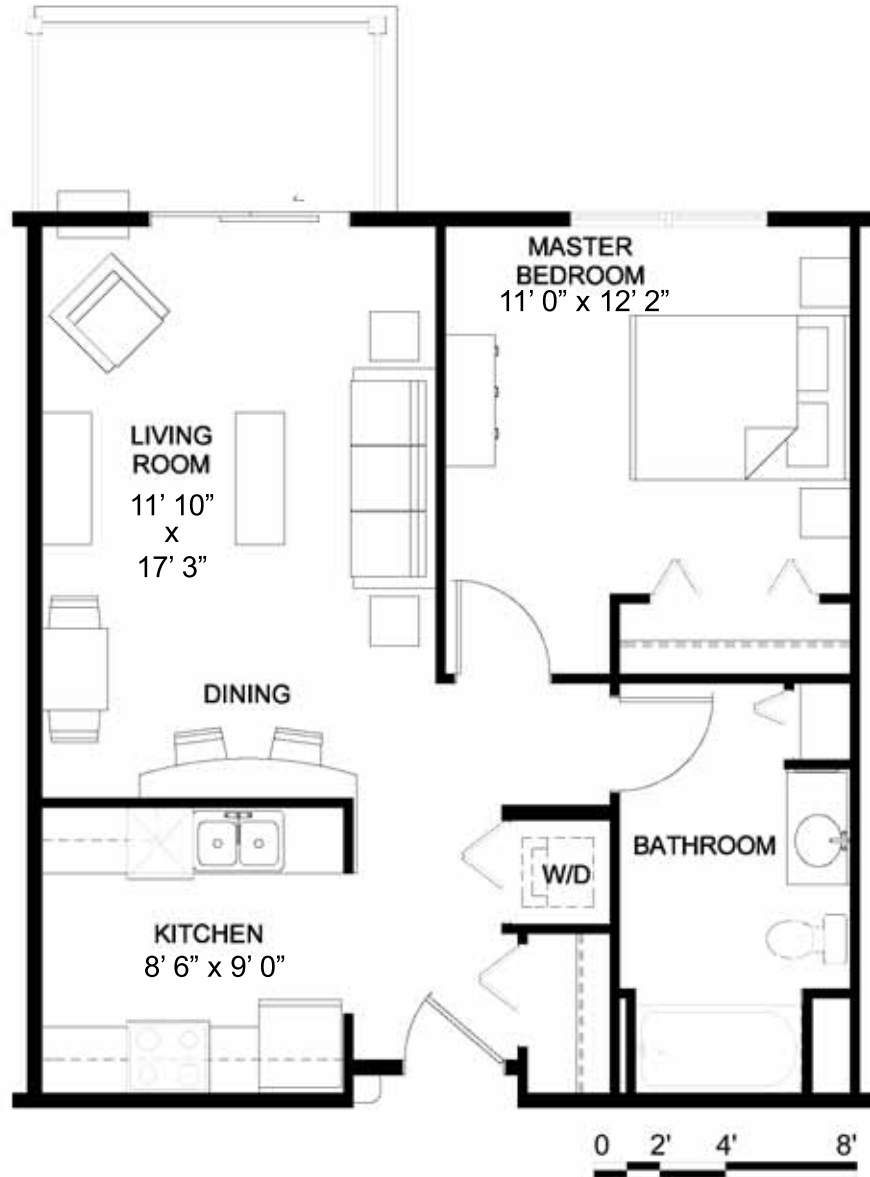 MASTER
BEDROOM
11’ 0” x 12’ 2”
LIVING
ROOM
11’ 10”
x
17’ 3”
DINING
BATHROOM
W/D
KITCHEN
8’ 6” x 9’ 0”
0 2' 4' 8'